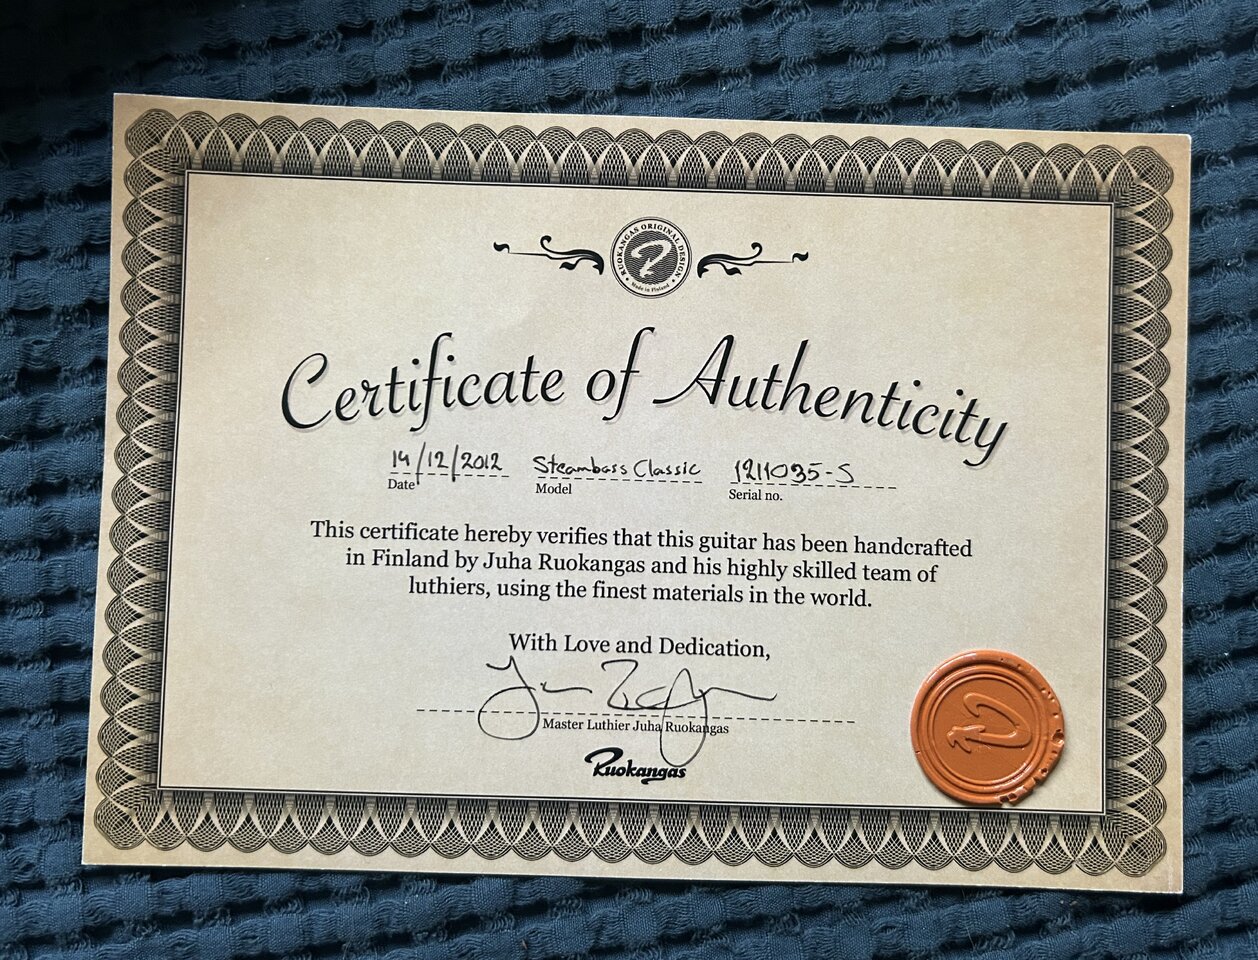 RUOKANGAS ORIGINAL DESIGN
Made in Finland
Certificate of Authenticity
14/12/2012 Steambass Classic 1211035-S
Date Model Serial no.
This certificate hereby verifies that this guitar has been handcrafted
in Finland by Juha Ruokangas and his highly skilled team of
luthiers, using the finest materials in the world.
With Love and Dedication,
Master Luthier Juha Ruokangas
Ruokangas